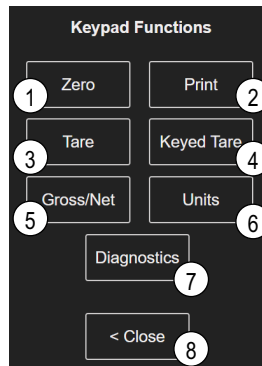 Keypad Functions
Zero Print
1 2
Tare Keyed Tare
3 4
Gross/Net Units
5 6
Diagnostics
7
< Close
8